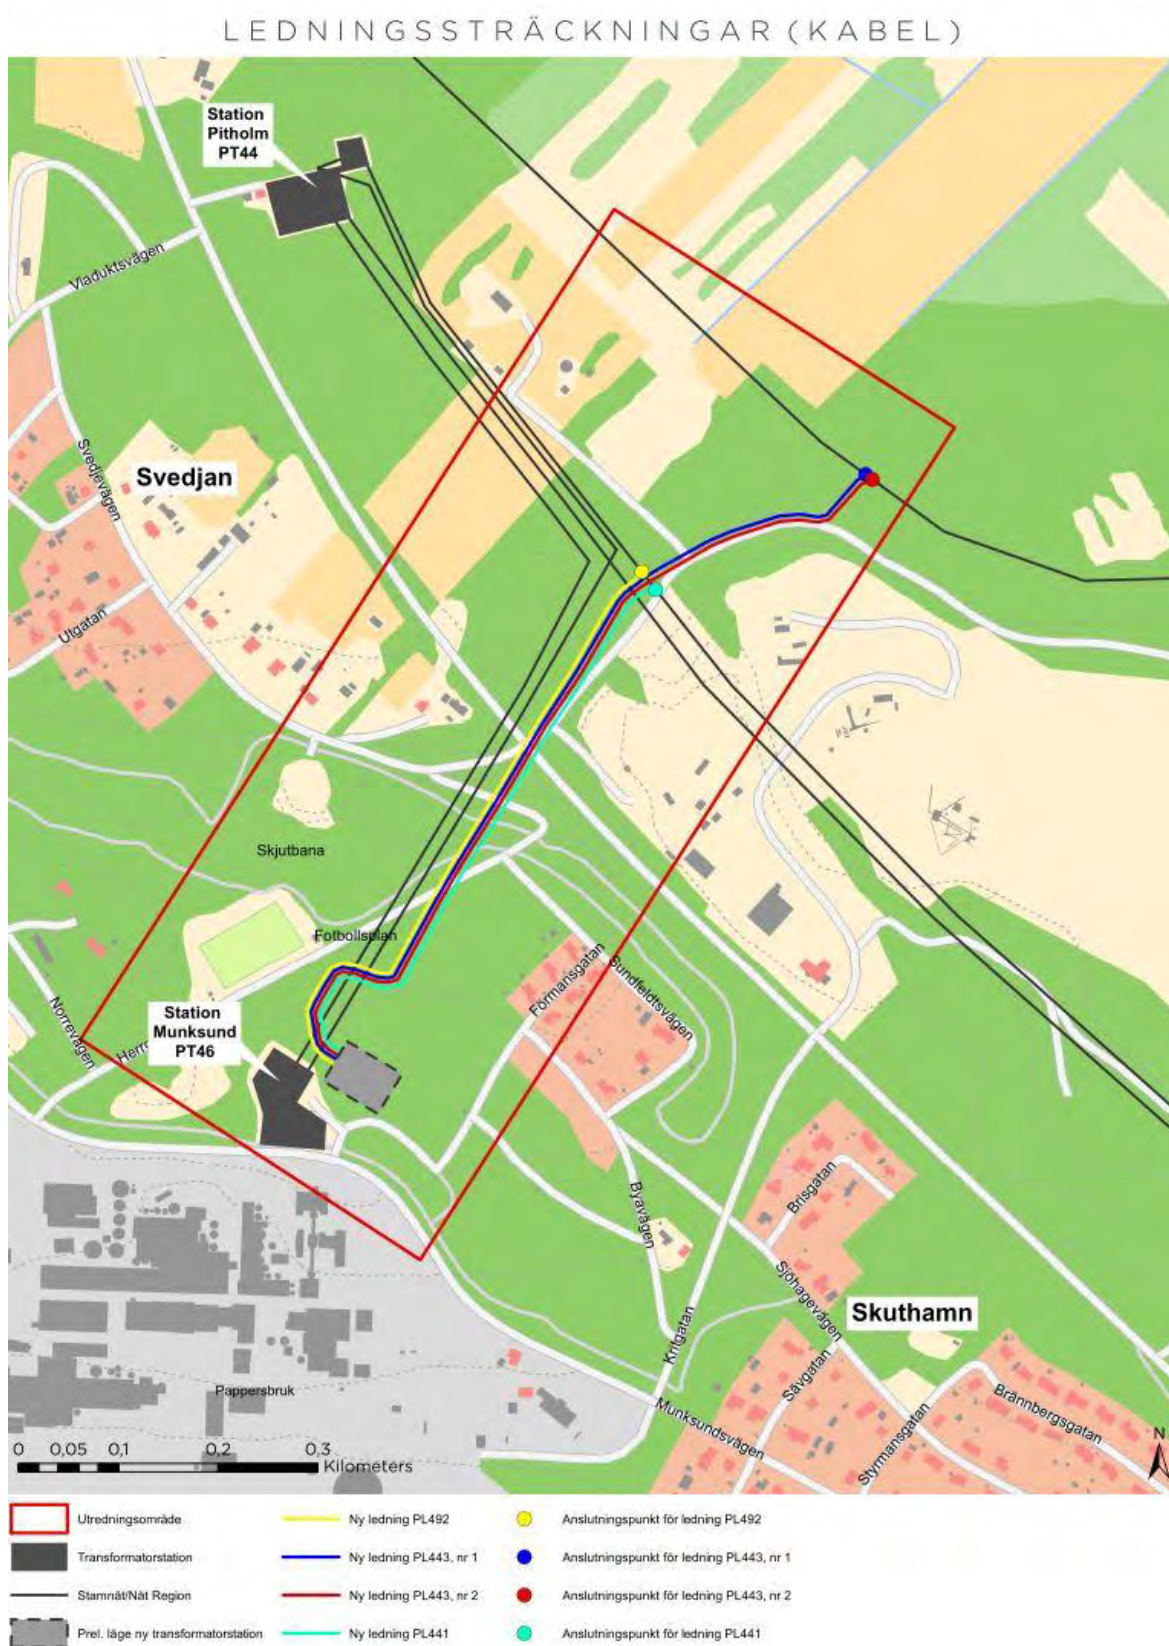 LEDNINGSSTRÄCKNINGAR (KABEL)
Station
Pitholm
PT44
Vladuktsvägen
Svedjevägen
Svedjan
Utgatan
Skjutbana
Fotbollsplan
Förmansgatan
Sundfeldtsvägen
Norrevägen
Station
Munksund
PT46
Herr
Byavägen
Brisgatan
Sjöhagevägen
Skuthamn
Kritgatan
Sävgatan
Brännbergsgatan
Pappersbruk
Munksundsvägen
Styrmansgatan
N
0 0,05 0,1 0,2 0,3
Kilometers
Utredningsområde
Ny ledning PL492
Anslutningspunkt för ledning PL492
Transformatorstation
Ny ledning PL443, nr 1
Anslutningspunkt för ledning PL443, nr 1
Stamnät/Nät Region
Ny ledning PL443, nr 2
Anslutningspunkt för ledning PL443, nr 2
Prel. läge ny transformatorstation
Ny ledning PL441
Anslutningspunkt för ledning PL441